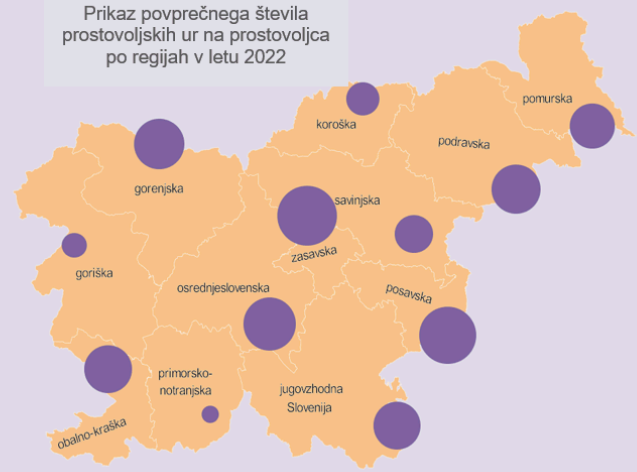 Prikaz povprečnega števila
prostovoljskih ur na prostovoljca
po regijah v letu 2022
pomurska
koroška
podravska
gorenjska
savinjska
zasavska
goriška
osrednjeslovenska
posavska
primorsko-
notranjska
jugovzhodna
Slovenija
obalno-kraška